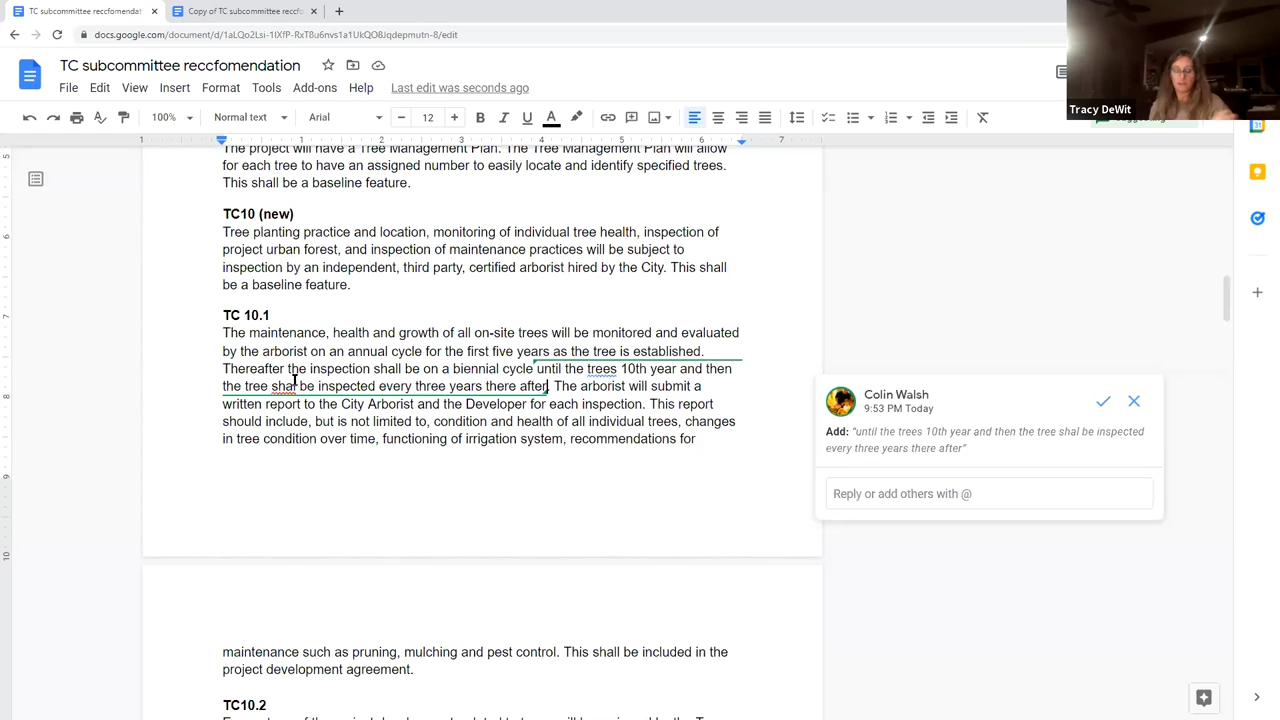 TC subcommittee reccfomendat
Copy of TC subcommittee reccfo
docs.google.com/document/d/1aLQo2Lsi-1IXfP-RxT8u6nvs1a1UkQO8Jqdepmutn-8/edit
TC subcommittee reccfomendation
File Edit View Insert Format Tools Add-ons Help Last edit was seconds ago
100% Normal text Arial 12
Tracy DeWit
The project will have a Tree Management Plan. The Tree Management Plan will allow
for each tree to have an assigned number to easily locate and identify specified trees.
This shall be a baseline feature.
TC10 (new)
Tree planting practice and location, monitoring of individual tree health, inspection of
project urban forest, and inspection of maintenance practices will be subject to
inspection by an independent, third party, certified arborist hired by the City. This shall
be a baseline feature.
TC 10.1
The maintenance, health and growth of all on-site trees will be monitored and evaluated
by the arborist on an annual cycle for the first five years as the tree is established.
Thereafter the inspection shall be on a biennial cycle until the trees 10th year and then
the tree shal be inspected every three years there after. The arborist will submit a
written report to the City Arborist and the Developer for each inspection. This report
should include, but is not limited to, condition and health of all individual trees, changes
in tree condition over time, functioning of irrigation system, recommendations for
Colin Walsh
9:53 PM Today
Add: "until the trees 10th year and then the tree shal be inspected
every three years there after"
Reply or add others with @
maintenance such as pruning, mulching and pest control. This shall be included in the
project development agreement.
TC10.2